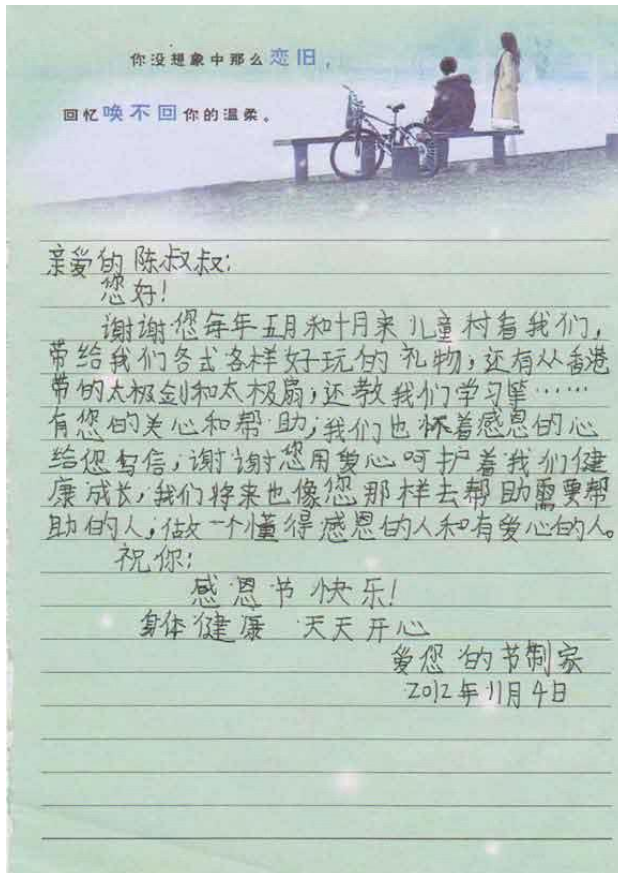 你没想象中那么恋旧，
回忆唤不回你的温柔。
亲爱的陈叔叔:
您好!
谢谢您每年五月和十月来儿童村看我们,
带给我们各式各样好玩的礼物,还有从香港
带的太极剑和太极扇,还教我们学习笔……
有您的关心和帮助,我们也怀着感恩的心
给您写信,谢谢您用爱心呵护着我们健
康成长,我们将来也像您那样去帮助需要帮
助的人,做一个懂得感恩的人和有爱心的人。
祝你:
感恩节快乐!
身体健康 天天开心
爱您的节制家
2012年11月4日